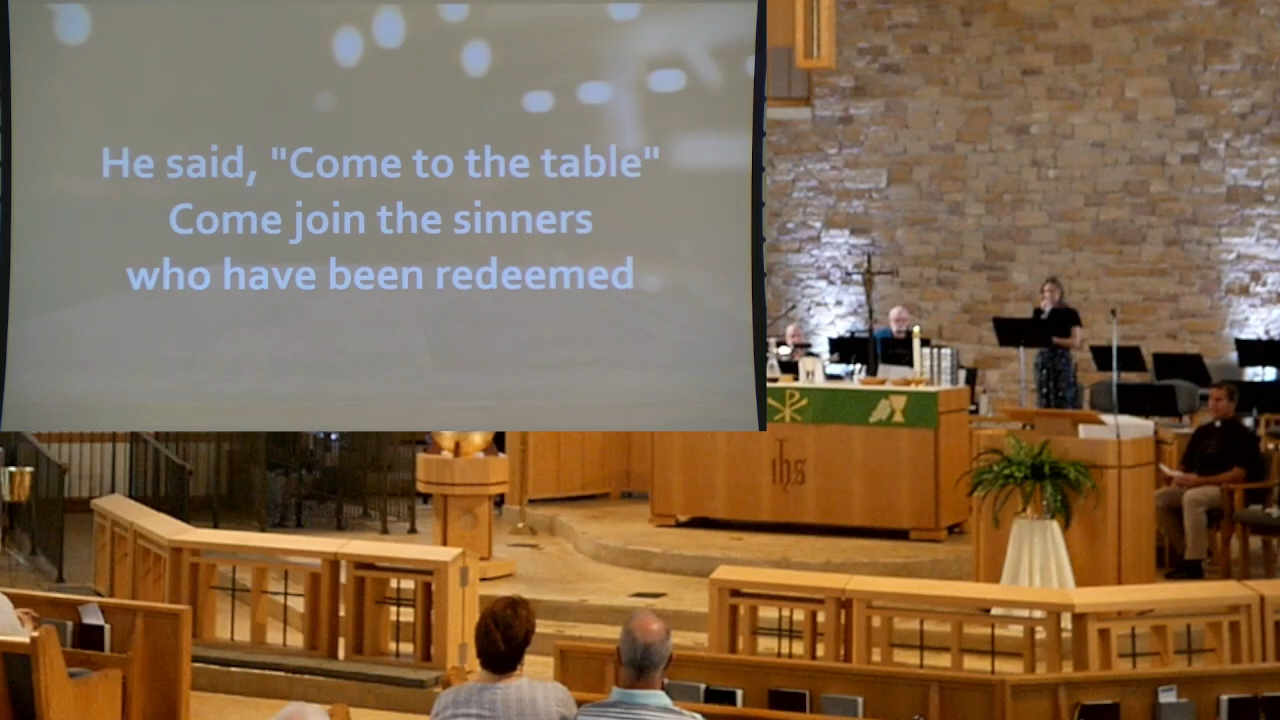 He said, "Come to the table"
Come join the sinners
who have been redeemed
ihs